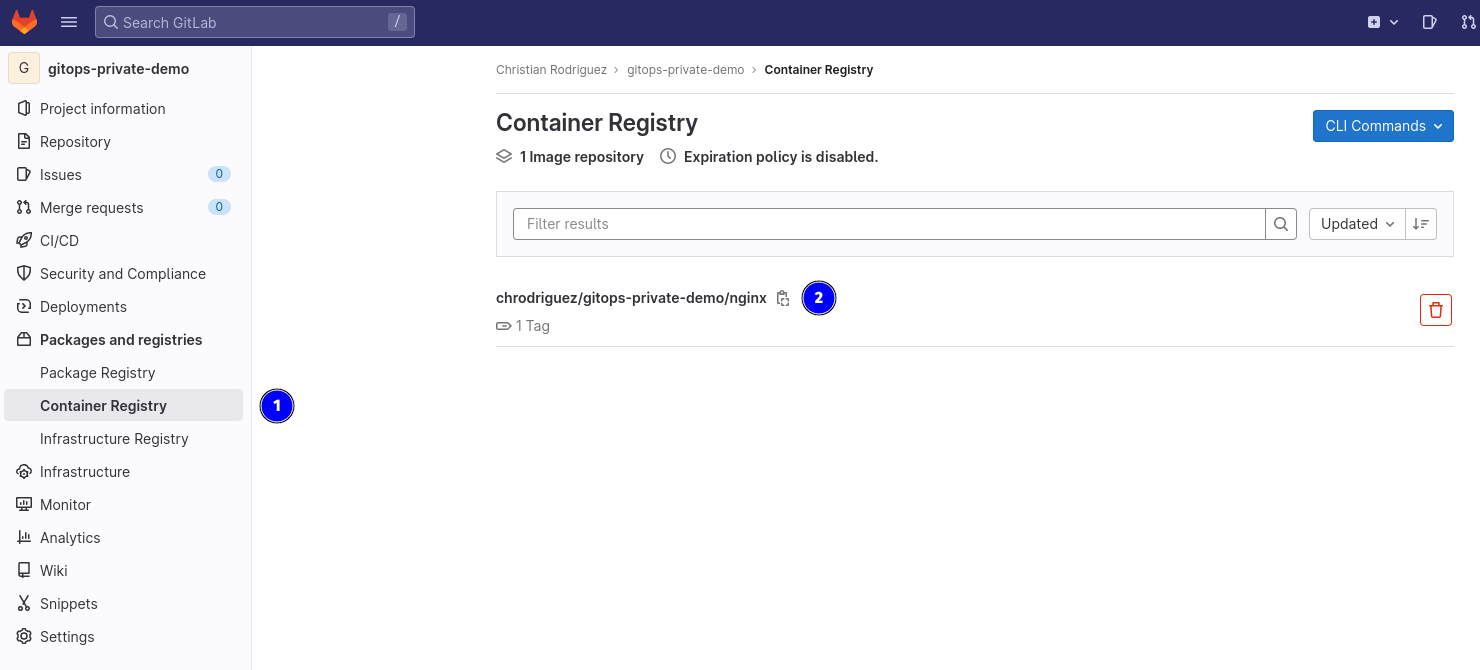 Search GitLab /
G gitops-private-demo
Project information
Repository
Issues 0
Merge requests 0
CI/CD
Security and Compliance
Deployments
Packages and registries
Package Registry
Container Registry
1
Infrastructure Registry
Infrastructure
Monitor
Analytics
Wiki
Snippets
Settings
Christian Rodriguez › gitops-private-demo › Container Registry
Container Registry
CLI Commands
1 Image repository Expiration policy is disabled.
Filter results
Updated
chrodriguez/gitops-private-demo/nginx
2
1 Tag